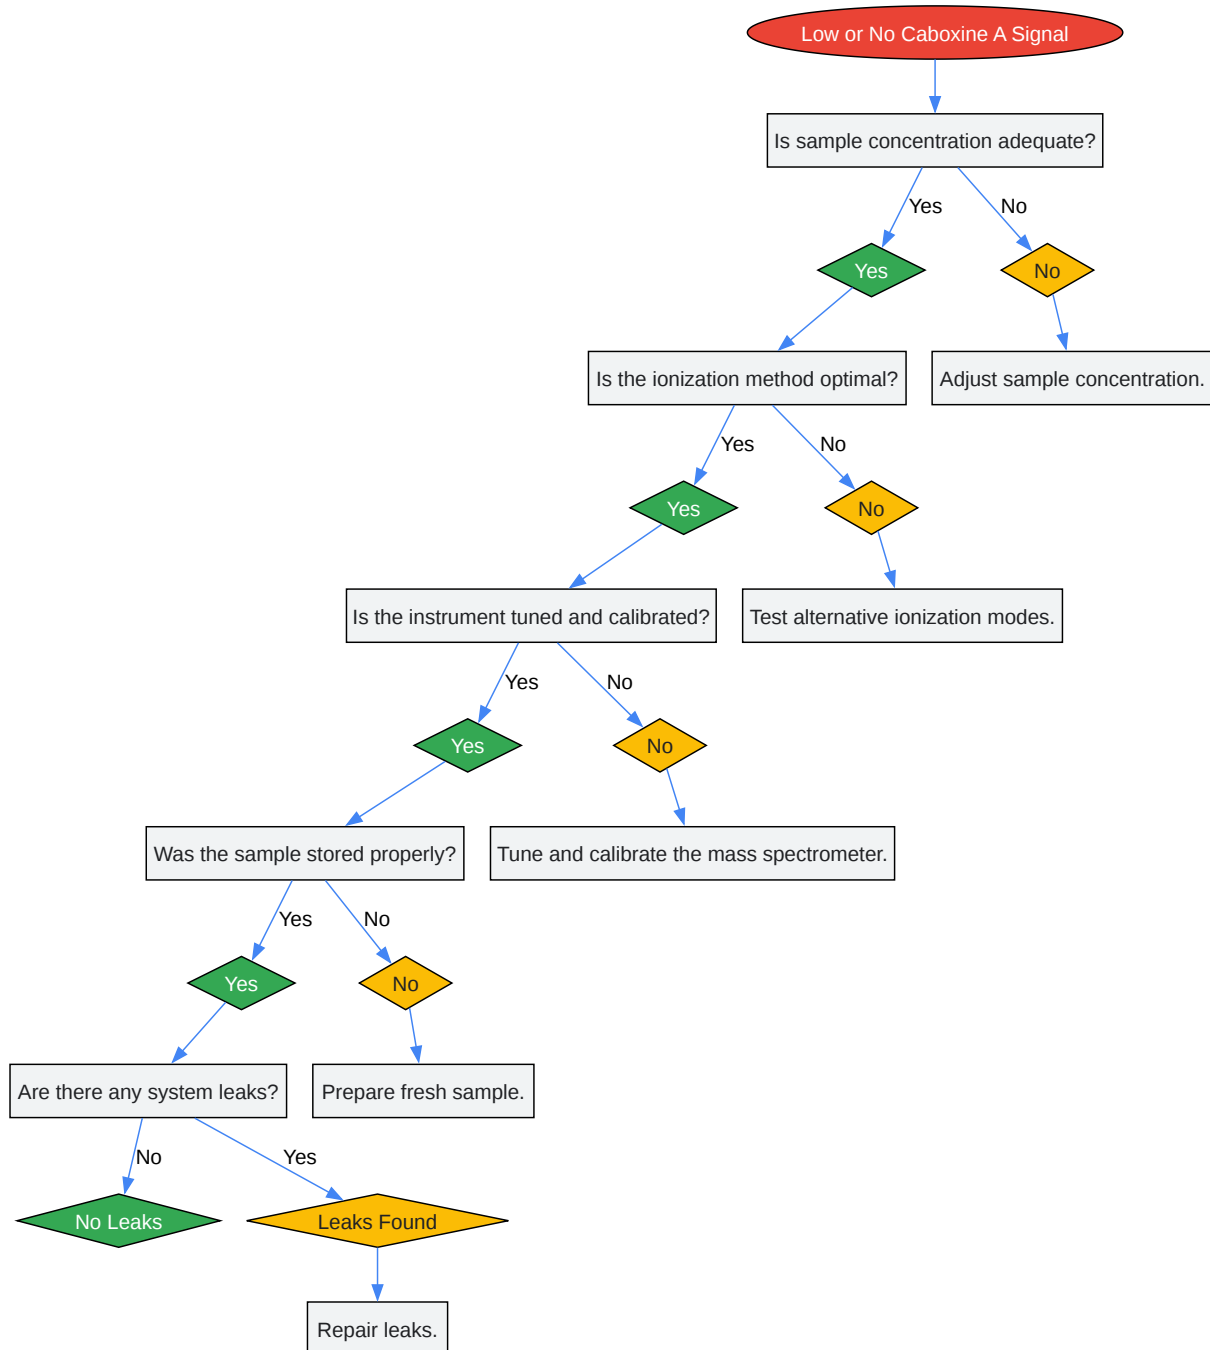 Low or No Caboxine A Signal
Is sample concentration adequate?
Yes
No
Yes
No
Is the ionization method optimal?
Adjust sample concentration.
Yes
No
Yes
No
Is the instrument tuned and calibrated?
Test alternative ionization modes.
Yes
No
Yes
No
Was the sample stored properly?
Tune and calibrate the mass spectrometer.
Yes
No
Yes
No
Are there any system leaks?
Prepare fresh sample.
No
Yes
No Leaks
Leaks Found
Repair leaks.